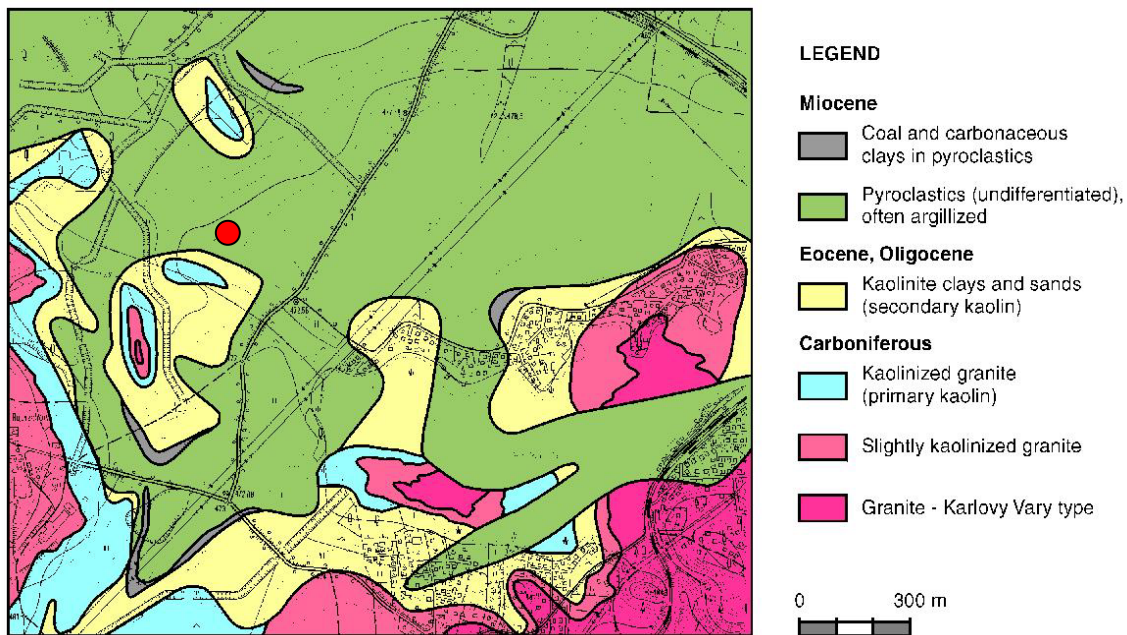 LEGEND
Miocene
Coal and carbonaceous
clays in pyroclastics
Pyroclastics (undifferentiated),
often argillized
Eocene, Oligocene
Kaolinite clays and sands
(secondary kaolin)
Carboniferous
Kaolinized granite
(primary kaolin)
Slightly kaolinized granite
Granite - Karlovy Vary type
0 300 m